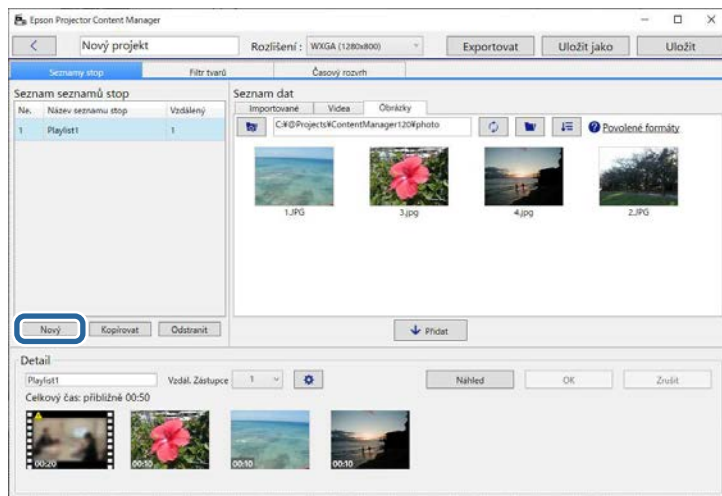 Epson Projector Content Manager
Nový projekt Rozlišení : WXGA (1280x800) Exportovat Uložit jako Uložit
Seznamy stop Filtr tvarů Časový rozvrh
Seznam seznamů stop Seznam dat
Ne. Název seznamu stop Vzdálený Importované Videa Obrázky
1 Playlist1 1 C:¥@Projects¥ContentManager120¥photo Povolené formáty
1.JPG 3.jpg 4.jpg 2.JPG
Nový Kopírovat Odstranit Přidat
Detail
Playlist1 Vzdál. Zástupce 1 Náhled OK Zrušit
Celkový čas: přibližně 00:50
00:20 00:10 00:10 00:10